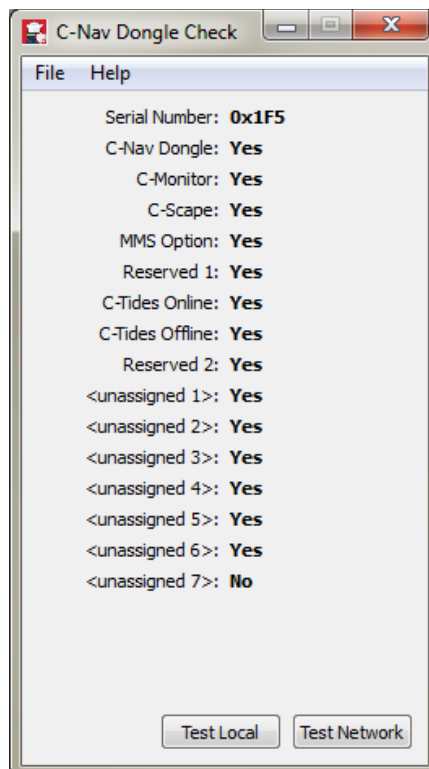 C-Nav Dongle Check
File Help
Serial Number: 0x1F5
C-Nav Dongle: Yes
C-Monitor: Yes
C-Scape: Yes
MMS Option: Yes
Reserved 1: Yes
C-Tides Online: Yes
C-Tides Offline: Yes
Reserved 2: Yes
<unassigned 1>: Yes
<unassigned 2>: Yes
<unassigned 3>: Yes
<unassigned 4>: Yes
<unassigned 5>: Yes
<unassigned 6>: Yes
<unassigned 7>: No
Test Local Test Network